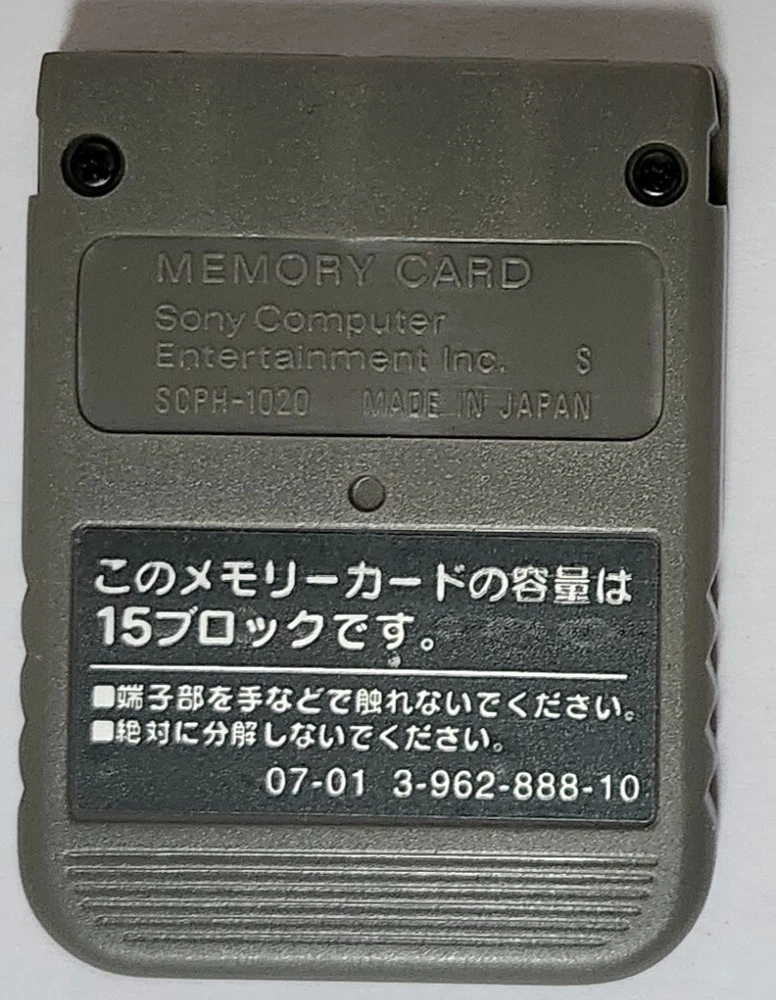 MEMORY CARD
Sony Computer
Entertainment Inc. S
SCPH-1020 MADE IN JAPAN
このメモリーカードの容量は
15ブロックです。
■端子部を手などで触れないでください。
■絶対に分解しないでください。
07-01 3-962-888-10